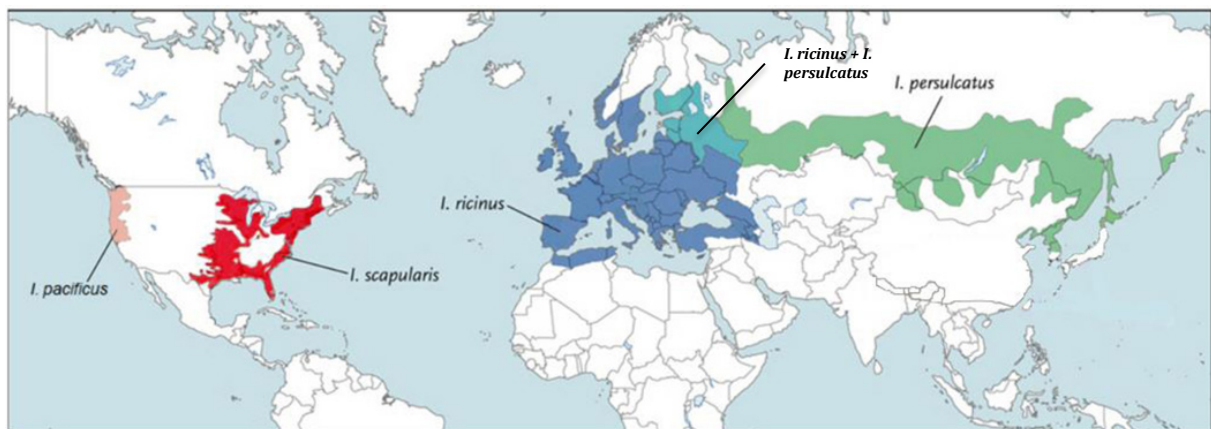 I. ricinus + I.
persulcatus
I. persulcatus
I. ricinus
I. scapularis
I. pacificus